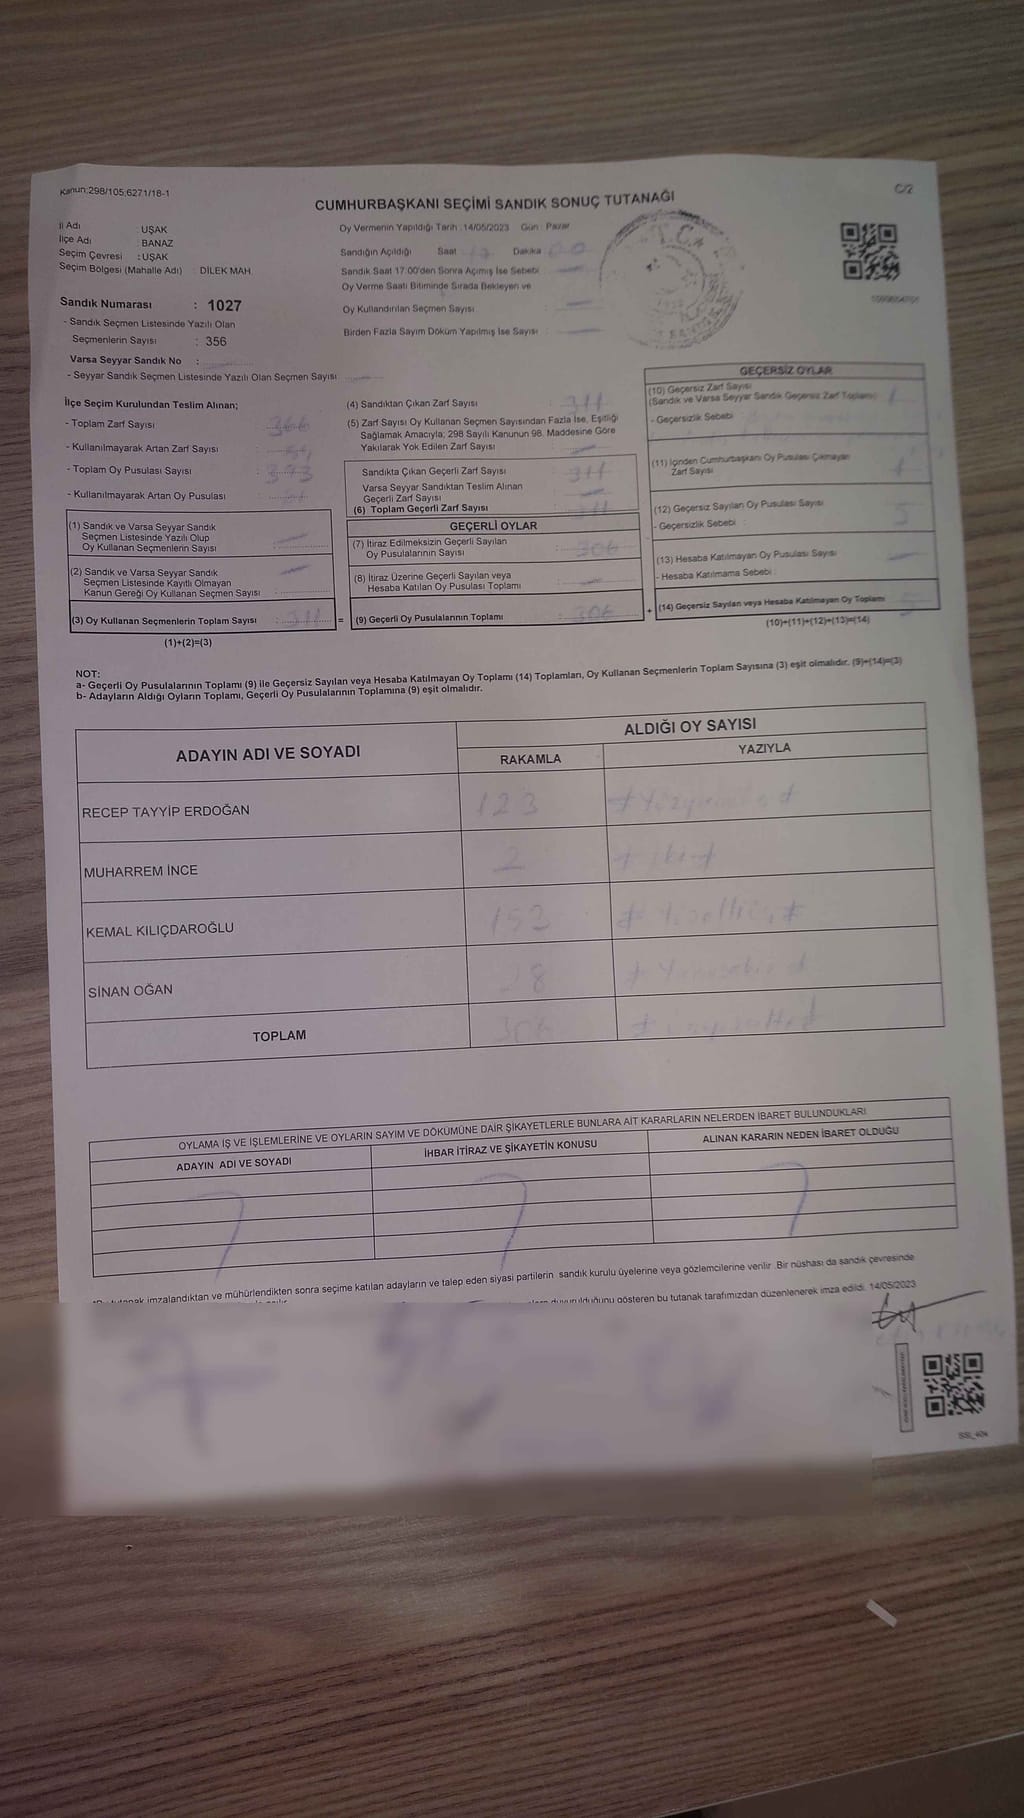 Kanun:298/105;6271/18-1
C/2
CUMHURBAŞKANI SEÇİMİ SANDIK SONUÇ TUTANAĞI
İl Adı : UŞAK
İlçe Adı : BANAZ
Seçim Çevresi : UŞAK
Seçim Bölgesi (Mahalle Adı) DİLEK MAH.
Oy Vermenin Yapıldığı Tarih :14/05/2023 Gün : Pazar
Sandığın Açıldığı Saat 17 Dakika 00
Sandık Saat 17:00'den Sonra Açımış İse Sebebi
Oy Verme Saati Bitiminde Sırada Bekleyen ve
Oy Kullandırılan Seçmen Sayısı :
Birden Fazla Sayım Döküm Yapılmış İse Sayısı :
T.C.
Sandık Numarası : 1027
- Sandık Seçmen Listesinde Yazılı Olan
Seçmenlerin Sayısı : 356
Varsa Seyyar Sandık No :
- Seyyar Sandık Seçmen Listesinde Yazılı Olan Seçmen Sayısı
İlçe Seçim Kurulundan Teslim Alınan;
- Toplam Zarf Sayısı :
- Kullanılmayarak Artan Zarf Sayısı :
- Toplam Oy Pusulası Sayısı : 373
- Kullanılmayarak Artan Oy Pusulası :
(1) Sandık ve Varsa Seyyar Sandık
Seçmen Listesinde Yazılı Olup
Oy Kullanan Seçmenlerin Sayısı :
(2) Sandık ve Varsa Seyyar Sandık
Seçmen Listesinde Kayıtlı Olmayan
Kanun Gereği Oy Kullanan Seçmen Sayısı :
(3) Oy Kullanan Seçmenlerin Toplam Sayısı : 311
(1)+(2)=(3)
(4) Sandıktan Çıkan Zarf Sayısı : 311
(5) Zarf Sayısı Oy Kullanan Seçmen Sayısından Fazla İse, Eşitliği
Sağlamak Amacıyla; 298 Sayılı Kanunun 98. Maddesine Göre
Yakılarak Yok Edilen Zarf Sayısı :
Sandıkta Çıkan Geçerli Zarf Sayısı : 311
Varsa Seyyar Sandıktan Teslim Alınan
Geçerli Zarf Sayısı :
(6) Toplam Geçerli Zarf Sayısı : 311
GEÇERLİ OYLAR
(7) İtiraz Edilmeksizin Geçerli Sayılan
Oy Pusulalarının Sayısı : 306
(8) İtiraz Üzerine Geçerli Sayılan veya
Hesaba Katılan Oy Pusulası Toplamı :
= (9) Geçerli Oy Pusulalarının Toplamı : 306
GEÇERSİZ OYLAR
(10) Geçersiz Zarf Sayısı
(Sandık ve Varsa Seyyar Sandık Geçersiz Zarf Toplamı) :
- Geçersizlik Sebebi :
(11) İçinden Cumhurbaşkanı Oy Pusulası Çıkmayan
Zarf Sayısı :
(12) Geçersiz Sayılan Oy Pusulası Sayısı : 5
- Geçersizlik Sebebi :
(13) Hesaba Katılmayan Oy Pusulası Sayısı :
- Hesaba Katılmama Sebebi :
+ (14) Geçersiz Sayılan veya Hesaba Katılmayan Oy Toplamı 5
(10)+(11)+(12)+(13)=(14)
NOT:
a- Geçerli Oy Pusulalarının Toplamı (9) ile Geçersiz Sayılan veya Hesaba Katılmayan Oy Toplamı (14) Toplamları, Oy Kullanan Seçmenlerin Toplam Sayısına (3) eşit olmalıdır. (9)+(14)=(3)
b- Adayların Aldığı Oyların Toplamı, Geçerli Oy Pusulalarının Toplamına (9) eşit olmalıdır.
ADAYIN ADI VE SOYADI
ALDIĞI OY SAYISI
RAKAMLA YAZIYLA
RECEP TAYYİP ERDOĞAN 123
MUHARREM İNCE 2 # iki #
KEMAL KILIÇDAROĞLU 153 # Yüzelliüç #
SİNAN OĞAN 28
TOPLAM 306
OYLAMA İŞ VE İŞLEMLERİNE VE OYLARIN SAYIM VE DÖKÜMÜNE DAİR ŞİKAYETLERLE BUNLARA AİT KARARLARIN NELERDEN İBARET BULUNDUKLARI
ADAYIN ADI VE SOYADI İHBAR İTİRAZ VE ŞİKAYETİN KONUSU ALINAN KARARIN NEDEN İBARET OLDUĞU
tutanak imzalandıktan ve mühürlendikten sonra seçime katılan adayların ve talep eden siyasi partilerin sandık kurulu üyelerine veya gözlemcilerine verilir .Bir nüshası da sandık çevresinde
duyurulduğunu gösteren bu tutanak tarafımızdan düzenlenerek imza edildi. 14/05/2023